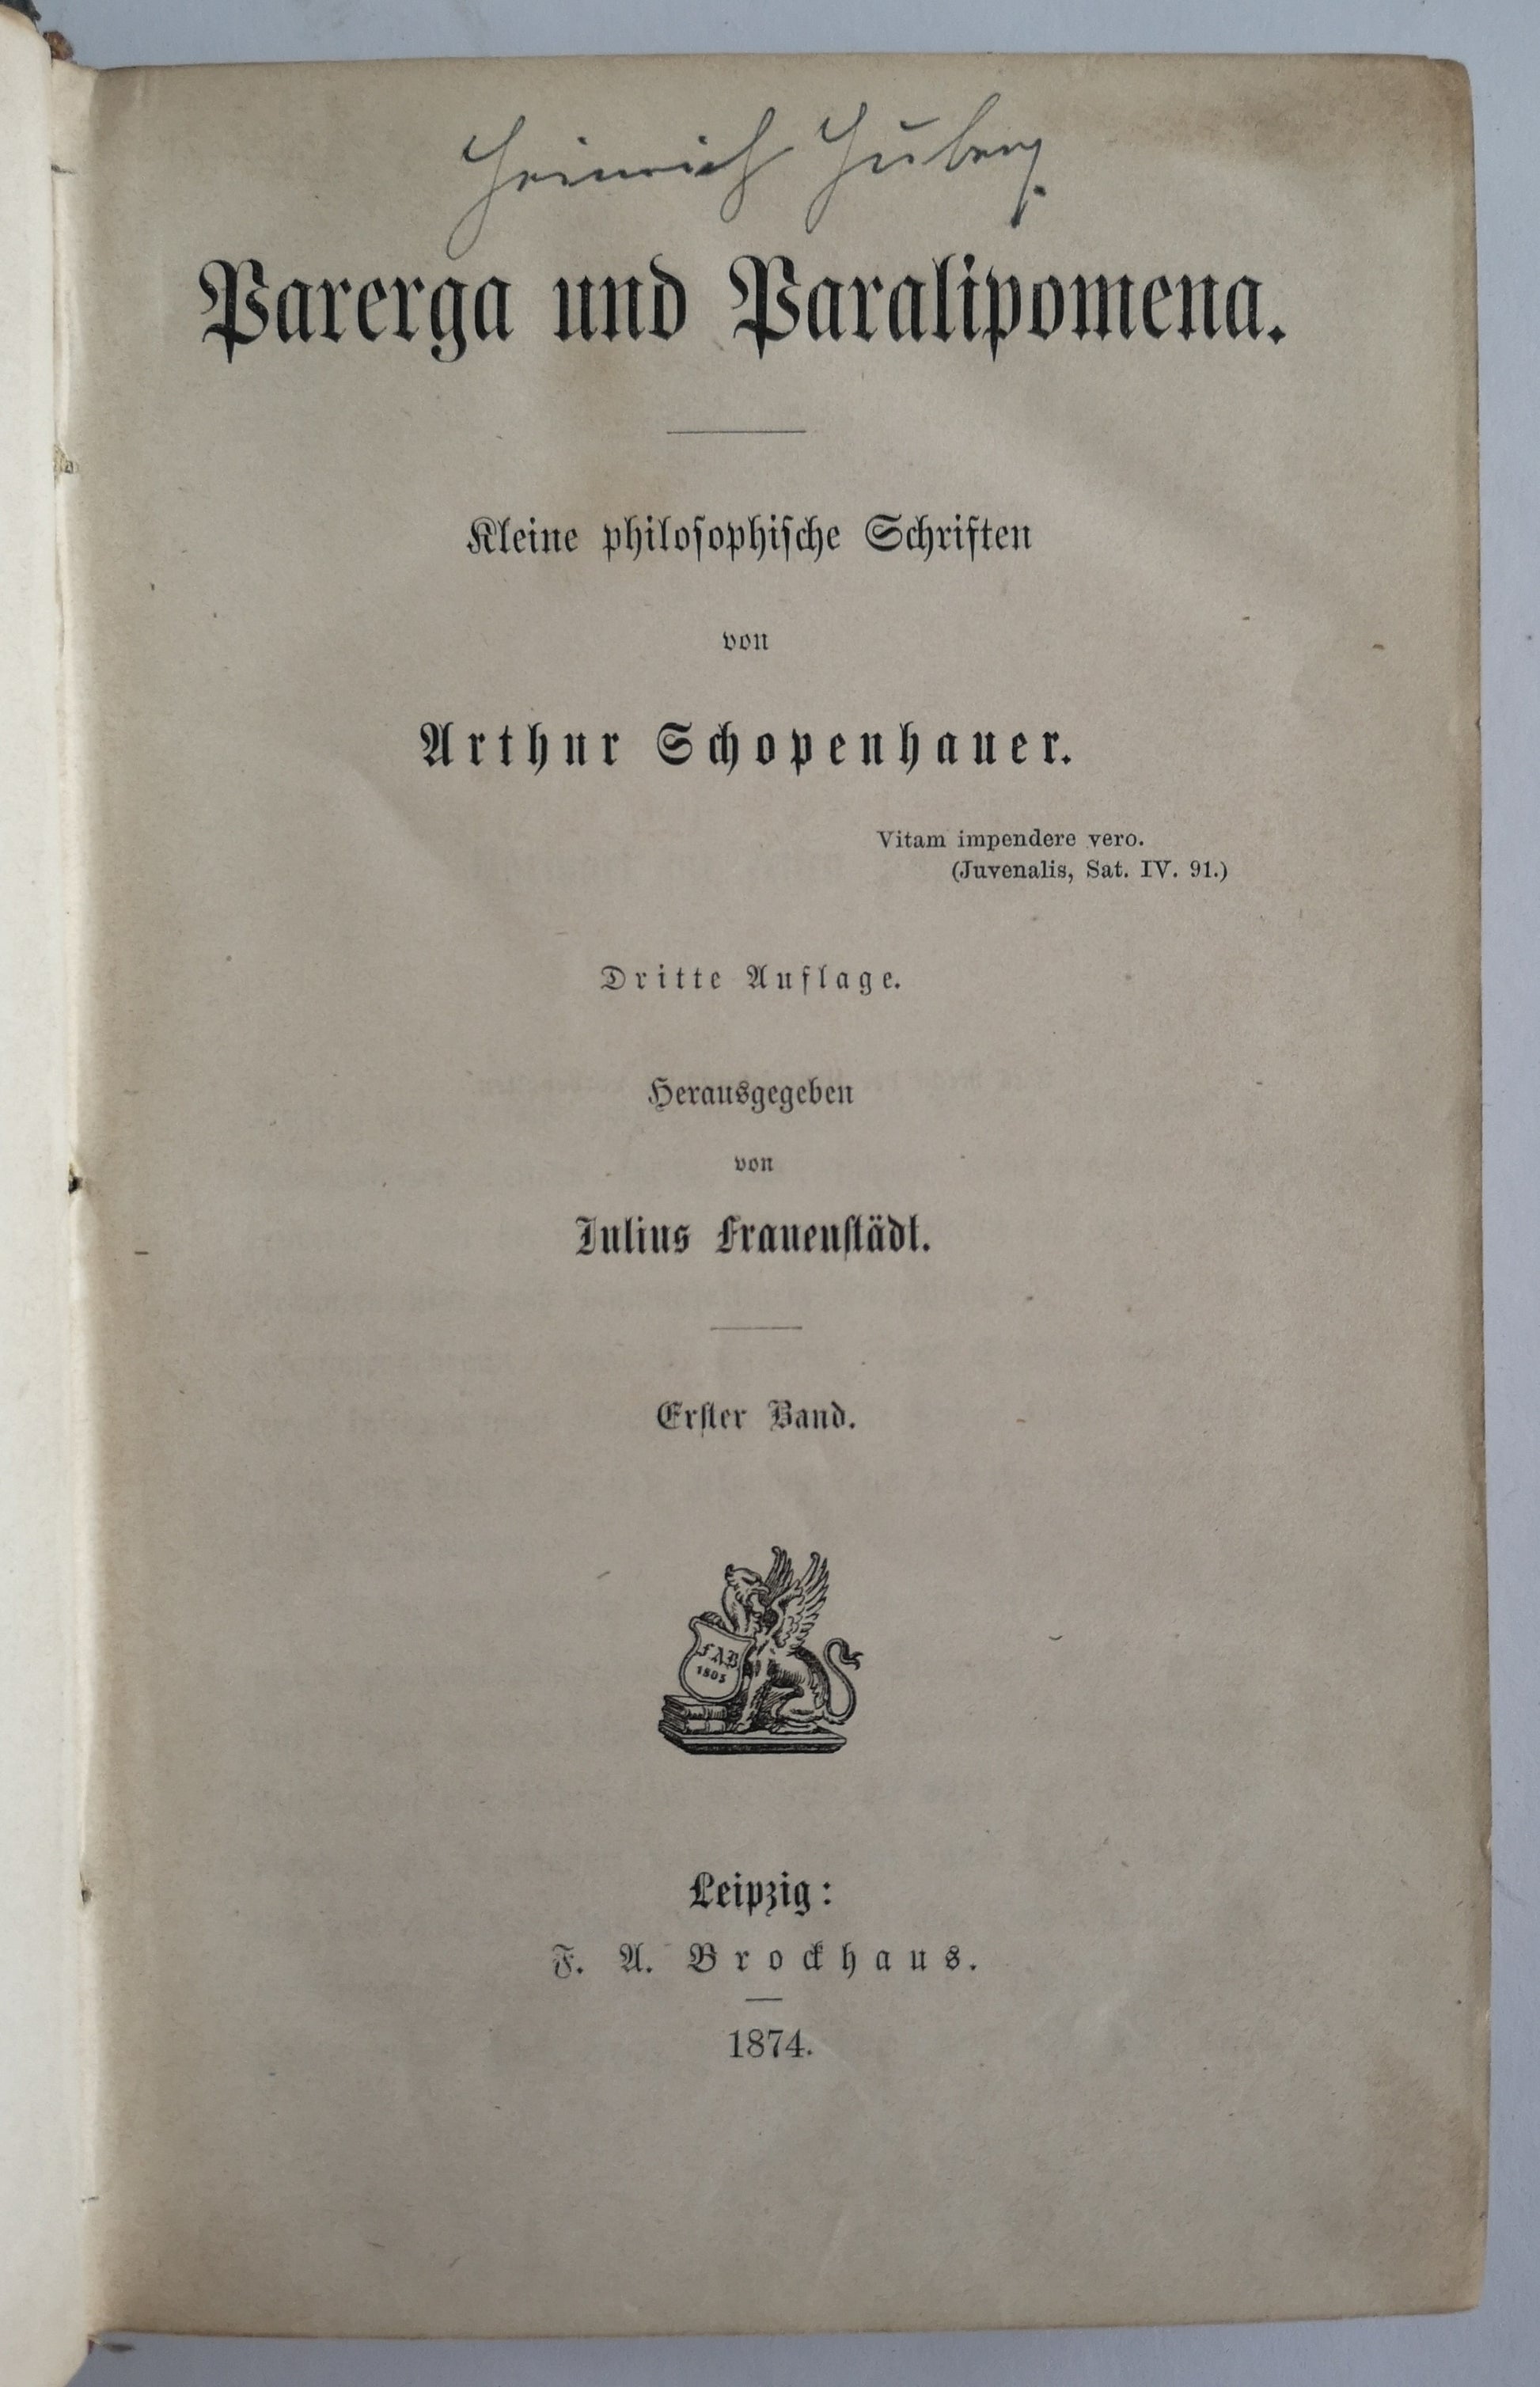 Heinrich
Parerga und Paralipomena.
Kleine philosophische Schriften
von
Arthur Schopenhauer.
Vitam impendere vero.
(Juvenalis, Sat. IV. 91.)
Dritte Auflage.
Herausgegeben
von
Julius Frauenstädt.
Erster Band.
FAB
1805
Leipzig:
F. A. Brockhaus.
1874.